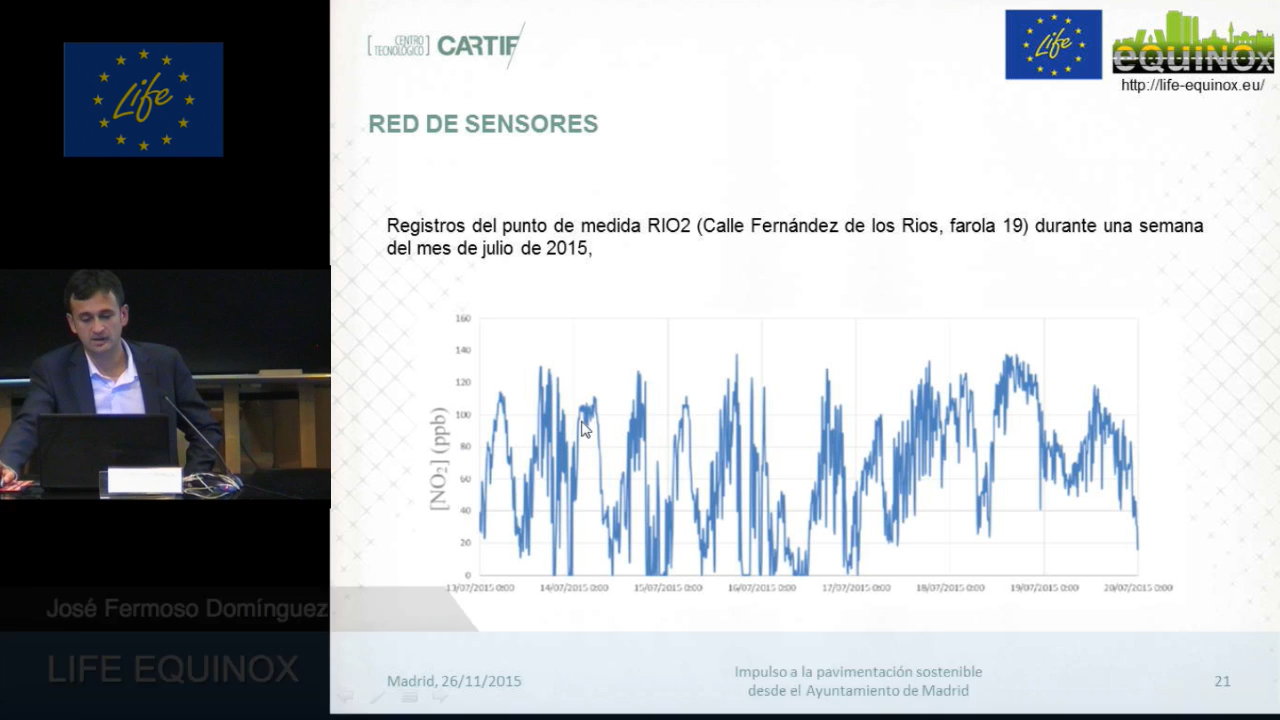 Life
[CENTRO TECNOLÓGICO] CARTIF
Life
eQUINOx
http://life-equinox.eu/
RED DE SENSORES
Registros del punto de medida RIO2 (Calle Fernández de los Rios, farola 19) durante una semana
del mes de julio de 2015,
160
140
120
100
80
60
40
20
0
[NO₂] (ppb)
13/07/2015 0:00 14/07/2015 0:00 15/07/2015 0:00 16/07/2015 0:00 17/07/2015 0:00 18/07/2015 0:00 19/07/2015 0:00 20/07/2015 0:00
José Fermoso Domínguez
LIFE EQUINOX
Madrid, 26/11/2015
Impulso a la pavimentación sostenible
desde el Ayuntamiento de Madrid
21